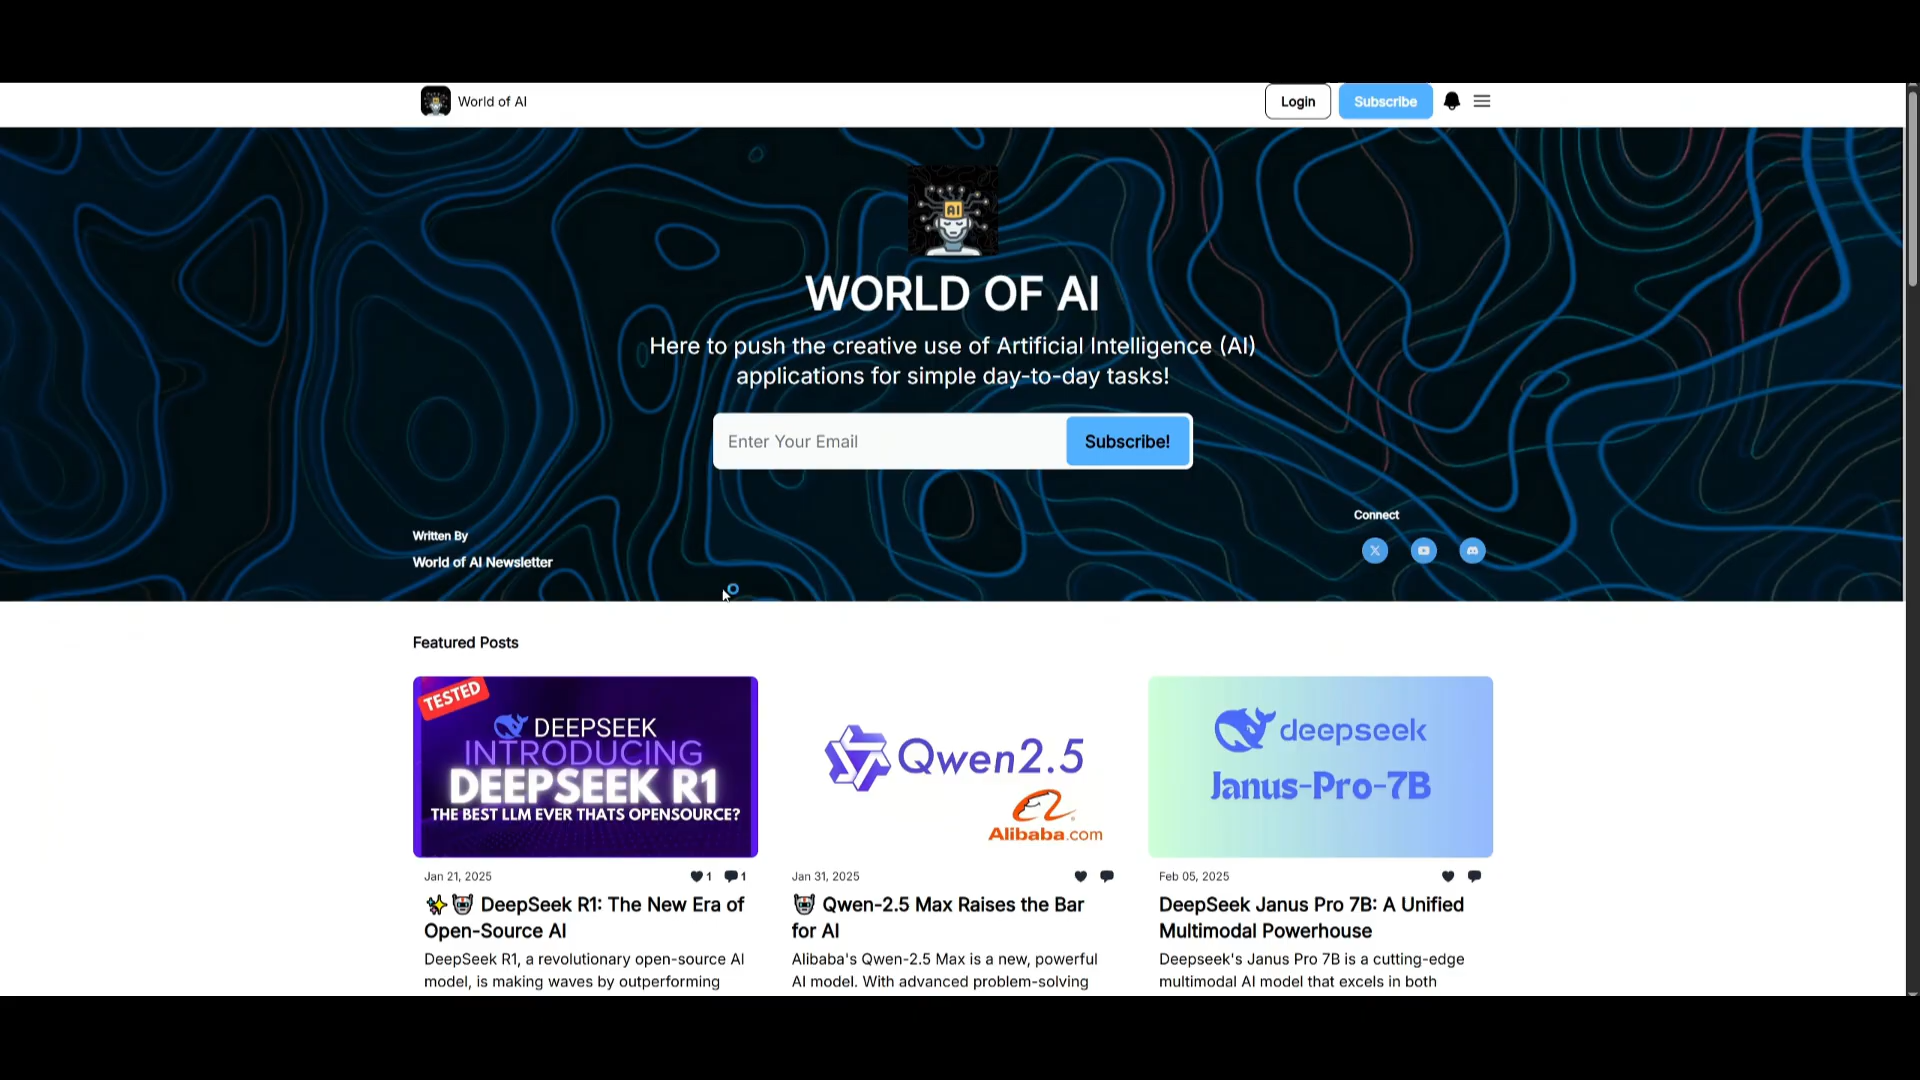 World of AI
Login
Subscribe
AI
WORLD OF AI
Here to push the creative use of Artificial Intelligence (AI)
applications for simple day-to-day tasks!
Enter Your Email
Subscribe!
Written By
World of AI Newsletter
Connect
Featured Posts
TESTED
DEEPSEEK
INTRODUCING
DEEPSEEK R1
THE BEST LLM EVER THATS OPENSOURCE?
Qwen2.5
Alibaba.com
deepseek
Janus-Pro-7B
Jan 21, 2025
1
1
Jan 31, 2025
Feb 05, 2025
DeepSeek R1: The New Era of
Open-Source AI
DeepSeek R1, a revolutionary open-source AI
model, is making waves by outperforming
Qwen-2.5 Max Raises the Bar
for AI
Alibaba's Qwen-2.5 Max is a new, powerful
AI model. With advanced problem-solving
DeepSeek Janus Pro 7B: A Unified
Multimodal Powerhouse
Deepseek's Janus Pro 7B is a cutting-edge
multimodal AI model that excels in both